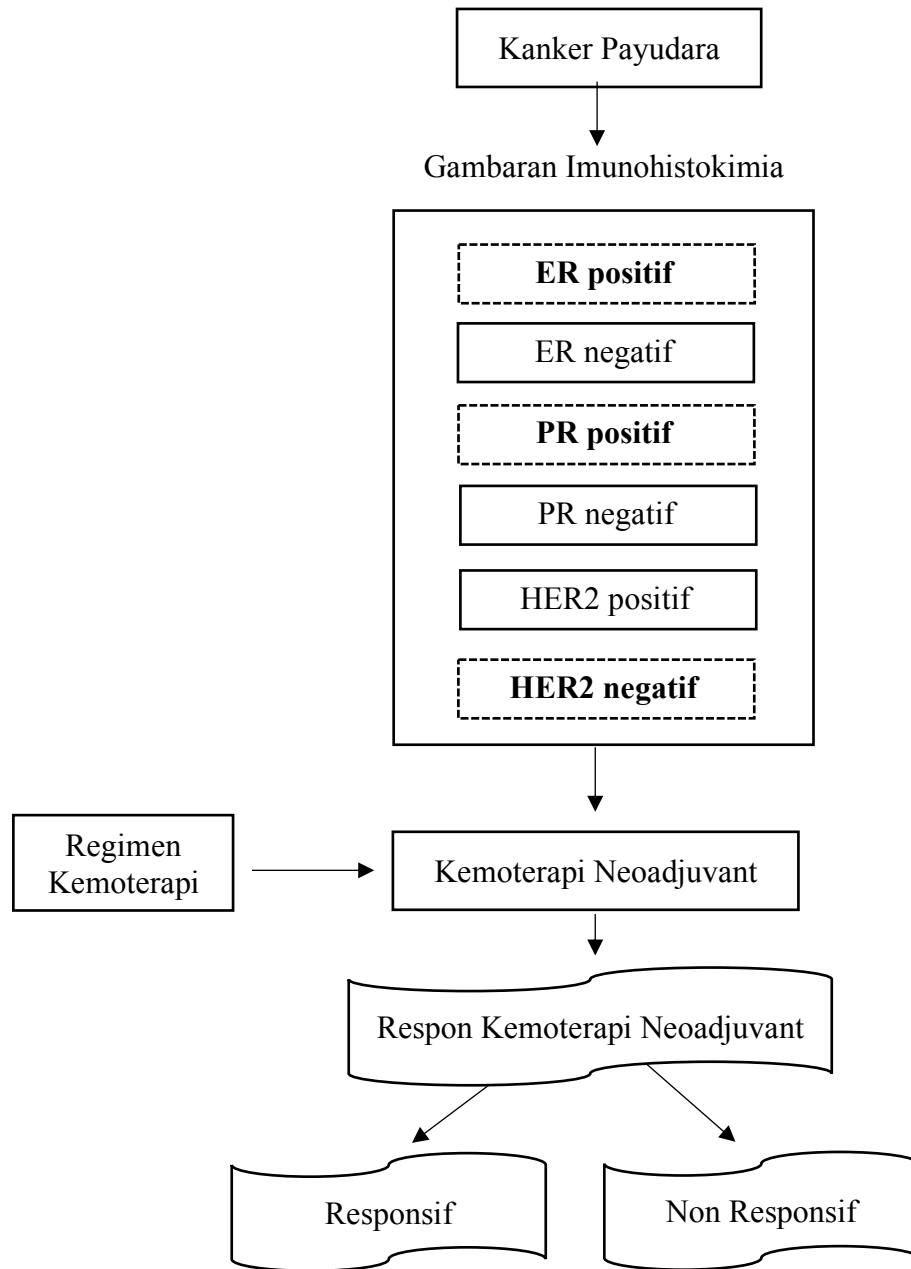 Kanker Payudara
Gambaran Imunohistokimia
ER positif
ER negatif
PR positif
PR negatif
HER2 positif
HER2 negatif
Regimen
Kemoterapi
Kemoterapi Neoadjuvant
Respon Kemoterapi Neoadjuvant
Responsif
Non Responsif